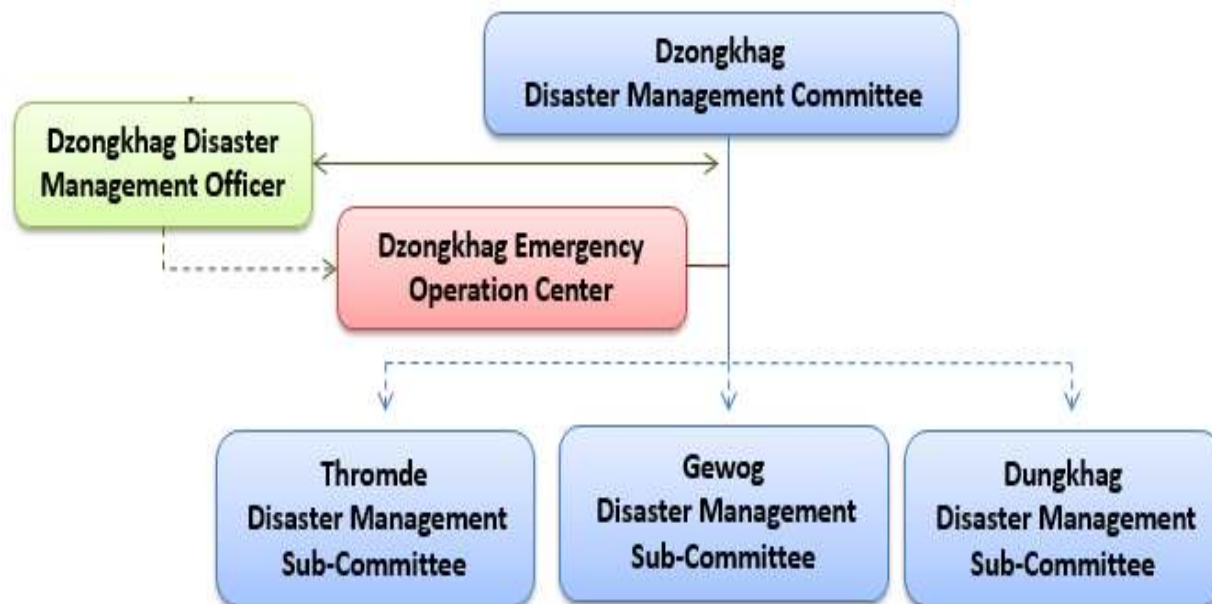 Dzongkhag
Disaster Management Committee
Dzongkhag Disaster
Management Officer
Dzongkhag Emergency
Operation Center
Thromde
Disaster Management
Sub-Committee
Gewog
Disaster Management
Sub-Committee
Dungkhag
Disaster Management
Sub-Committee